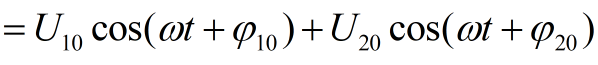 = U₁₀ cos(ωt + φ₁₀) + U₂₀ cos(ωt + φ₂₀)